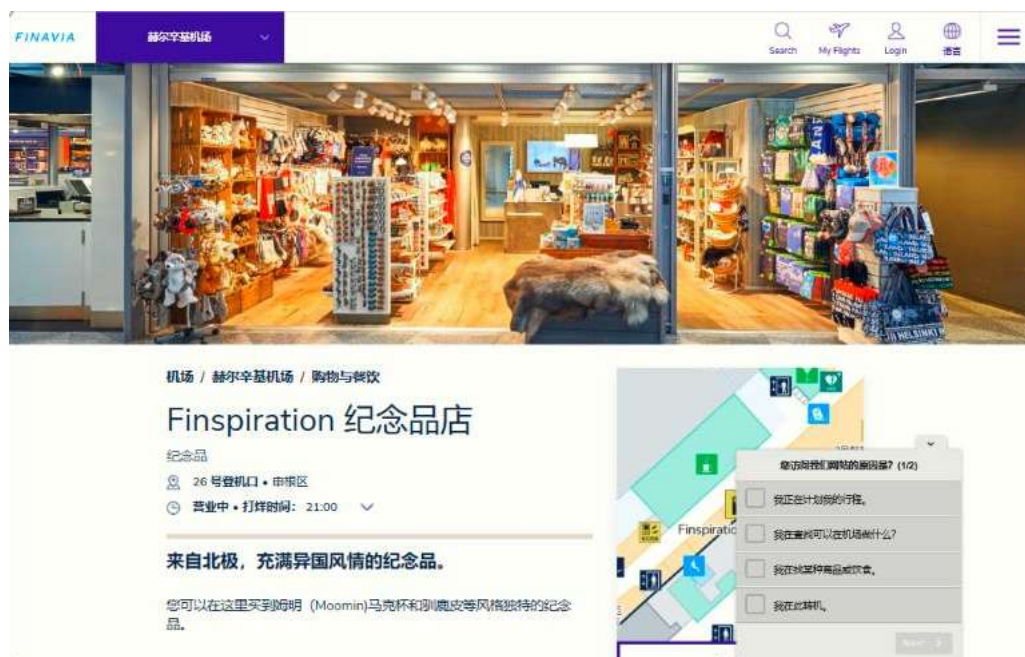 FINAVIA
赫尔辛基机场
Search
My Flights
Login
语言
机场 / 赫尔辛基机场 / 购物与餐饮
Finspiration 纪念品店
纪念品
26 号登机口 • 申根区
营业中 • 打烊时间: 21:00
来自北极,充满异国风情的纪念品。
您可以在这里买到姆明 (Moomin)马克杯和驯鹿皮等风格独特的纪念
品。
Finspiratio
您访问我们网站的原因是? (1/2)
我正在计划我的行程。
我在查找可以在机场做什么?
我在找某种商品或饮食。
我在此转机。
Next